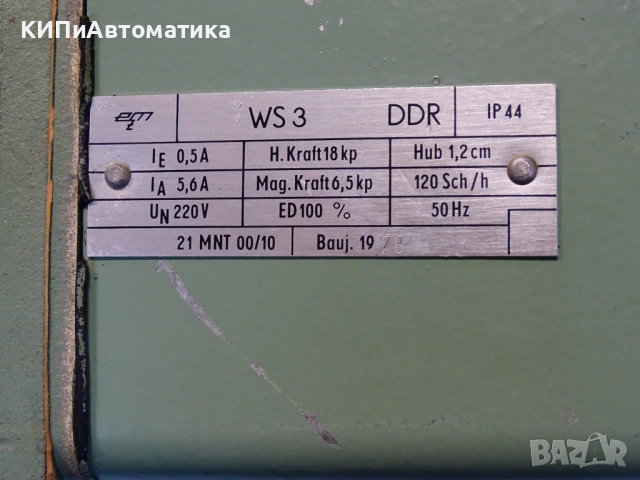 КИПиАвтоматика
WS 3 DDR IP 44
IE 0,5A H. Kraft 18 kp Hub 1,2 cm
IA 5,6A Mag. Kraft 6,5 kp 120 Sch/h
UN 220V ED 100 % 50 Hz
21 MNT 00/10 Bauj. 19
BAZAR